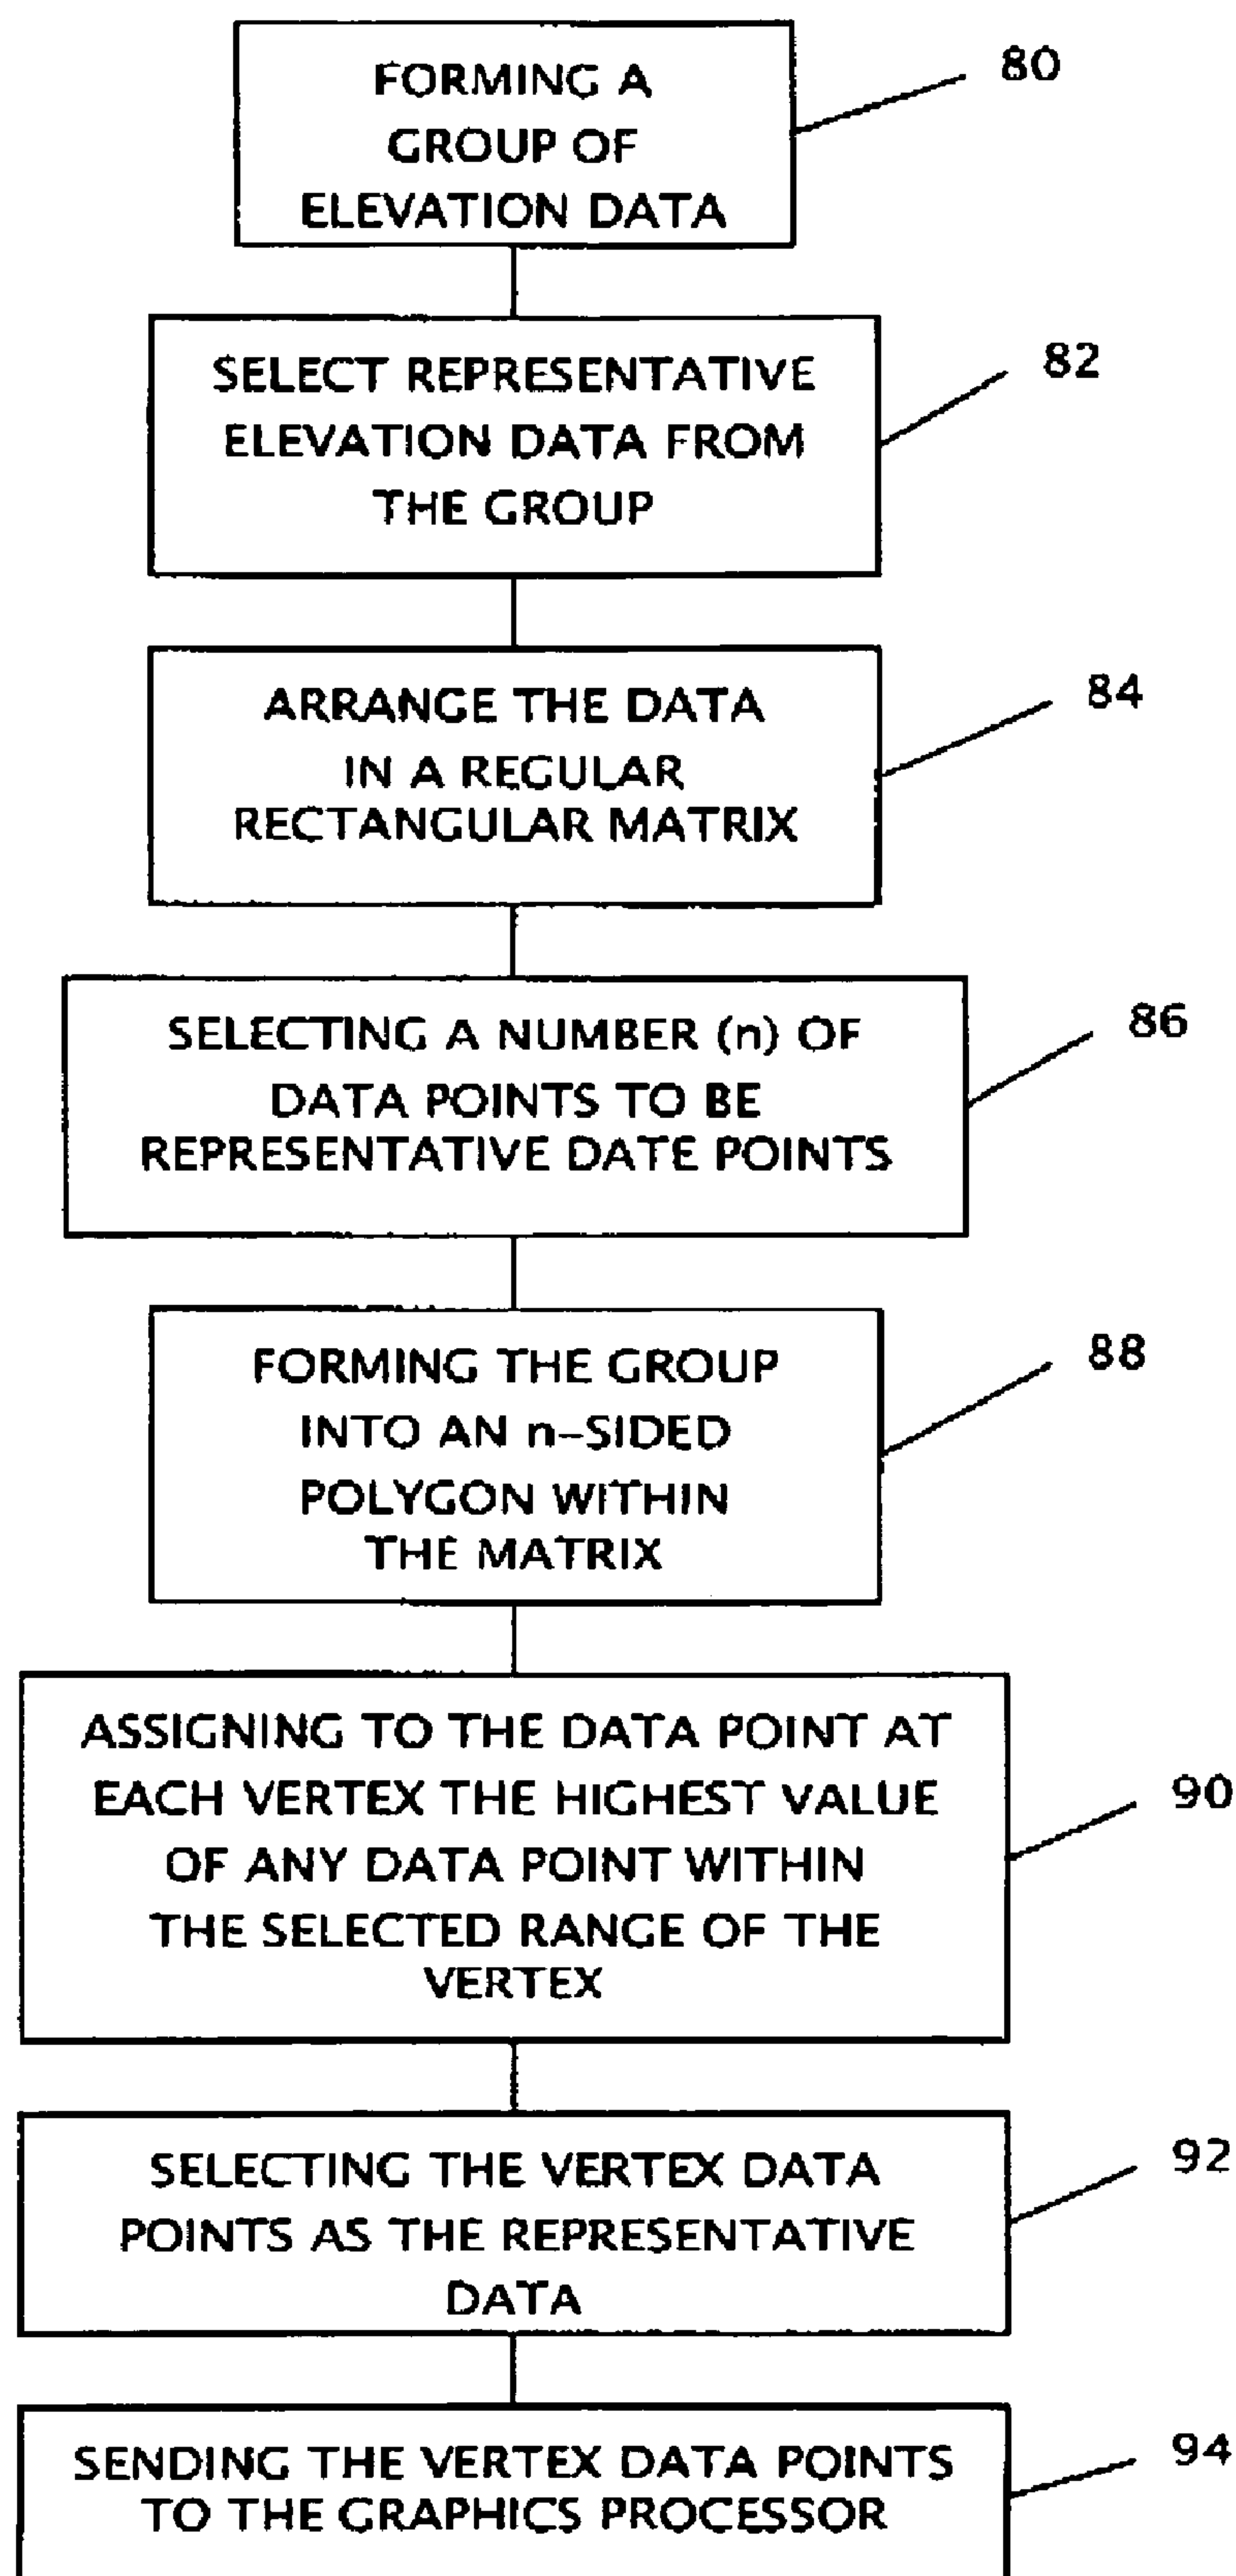 FORMING A
GROUP OF
ELEVATION DATA
80
SELECT REPRESENTATIVE
ELEVATION DATA FROM
THE GROUP
82
ARRANGE THE DATA
IN A REGULAR
RECTANGULAR MATRIX
84
SELECTING A NUMBER (n) OF
DATA POINTS TO BE
REPRESENTATIVE DATE POINTS
86
FORMING THE GROUP
INTO AN n-SIDED
POLYGON WITHIN
THE MATRIX
88
ASSIGNING TO THE DATA POINT AT
EACH VERTEX THE HIGHEST VALUE
OF ANY DATA POINT WITHIN
THE SELECTED RANGE OF THE
VERTEX
90
SELECTING THE VERTEX DATA
POINTS AS THE REPRESENTATIVE
DATA
92
SENDING THE VERTEX DATA POINTS
TO THE GRAPHICS PROCESSOR
94